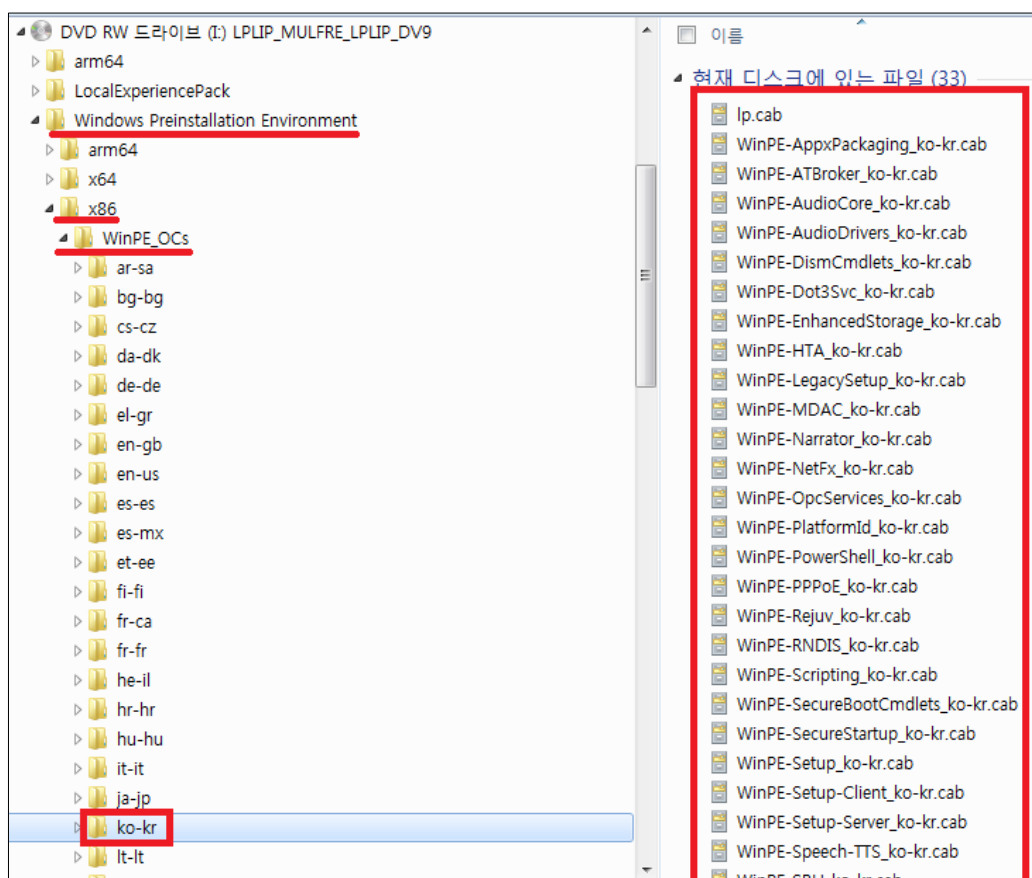 DVD RW 드라이브 (I:) LPLIP_MULFRE_LPLIP_DV9
arm64
LocalExperiencePack
Windows Preinstallation Environment
arm64
x64
x86
WinPE_OCs
ar-sa
bg-bg
cs-cz
da-dk
de-de
el-gr
en-gb
en-us
es-es
es-mx
et-ee
fi-fi
fr-ca
fr-fr
he-il
hr-hr
hu-hu
it-it
ja-jp
ko-kr
lt-lt
이름
현재 디스크에 있는 파일 (33)
lp.cab
WinPE-AppxPackaging_ko-kr.cab
WinPE-ATBroker_ko-kr.cab
WinPE-AudioCore_ko-kr.cab
WinPE-AudioDrivers_ko-kr.cab
WinPE-DismCmdlets_ko-kr.cab
WinPE-Dot3Svc_ko-kr.cab
WinPE-EnhancedStorage_ko-kr.cab
WinPE-HTA_ko-kr.cab
WinPE-LegacySetup_ko-kr.cab
WinPE-MDAC_ko-kr.cab
WinPE-Narrator_ko-kr.cab
WinPE-NetFx_ko-kr.cab
WinPE-OpcServices_ko-kr.cab
WinPE-PlatformId_ko-kr.cab
WinPE-PowerShell_ko-kr.cab
WinPE-PPPoE_ko-kr.cab
WinPE-Rejuv_ko-kr.cab
WinPE-RNDIS_ko-kr.cab
WinPE-Scripting_ko-kr.cab
WinPE-SecureBootCmdlets_ko-kr.cab
WinPE-SecureStartup_ko-kr.cab
WinPE-Setup_ko-kr.cab
WinPE-Setup-Client_ko-kr.cab
WinPE-Setup-Server_ko-kr.cab
WinPE-Speech-TTS_ko-kr.cab